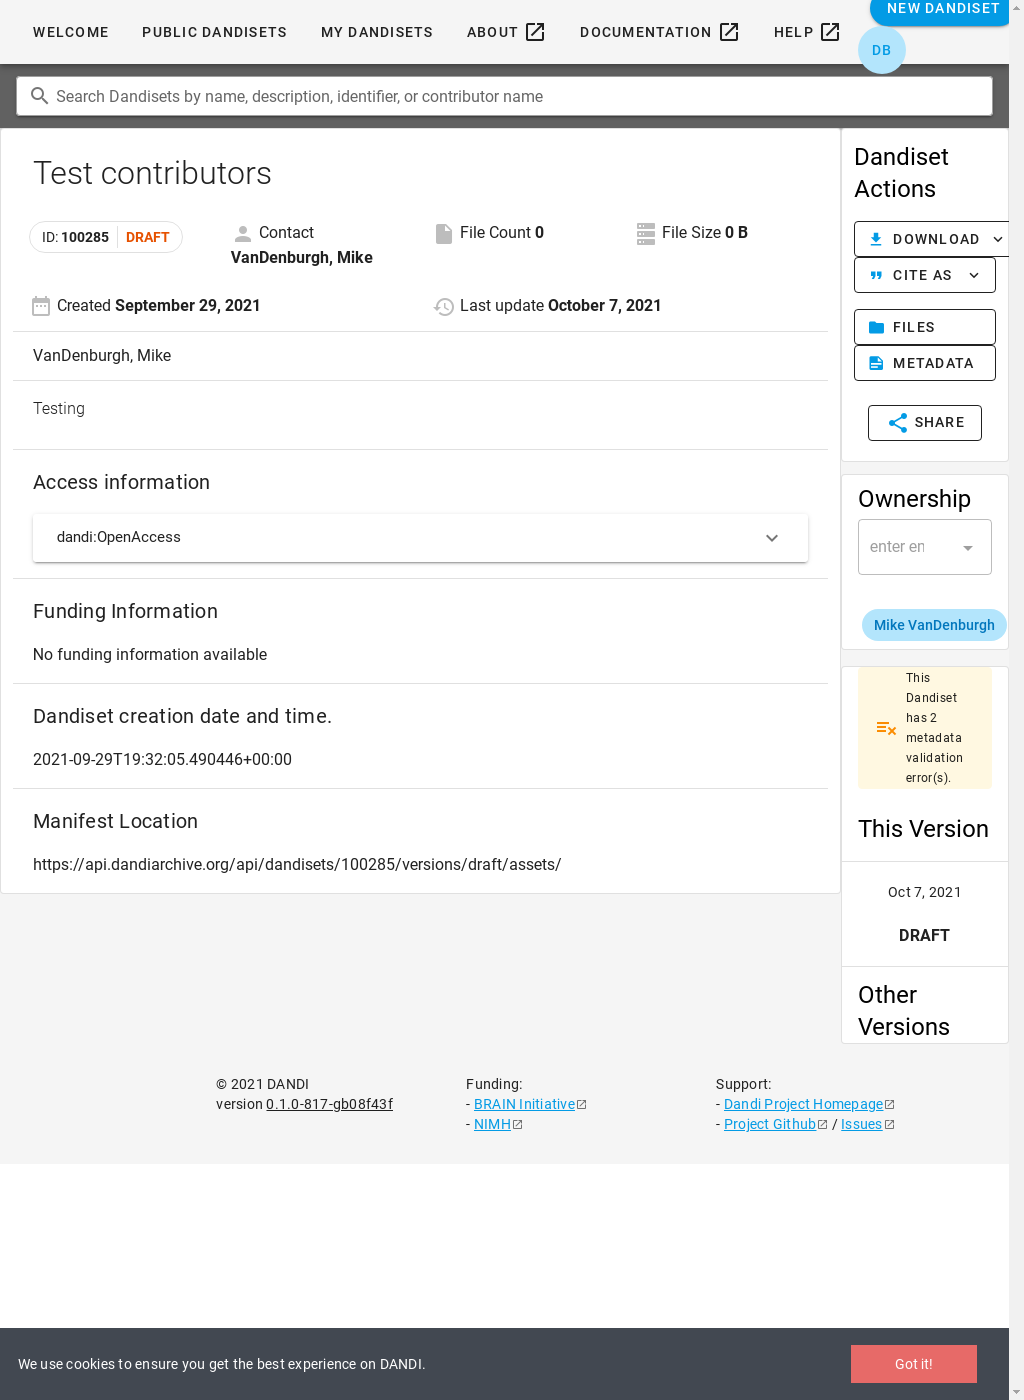 WELCOME
PUBLIC DANDISETS
MY DANDISETS
ABOUT
DOCUMENTATION
HELP
NEW DANDISET
DB
Search Dandisets by name, description, identifier, or contributor name
Test contributors
ID: 100285 DRAFT
Contact
VanDenburgh, Mike
File Count 0
File Size 0 B
Created September 29, 2021
Last update October 7, 2021
VanDenburgh, Mike
Testing
Access information
dandi:OpenAccess
Funding Information
No funding information available
Dandiset creation date and time.
2021-09-29T19:32:05.490446+00:00
Manifest Location
https://api.dandiarchive.org/api/dandisets/100285/versions/draft/assets/
Dandiset
Actions
DOWNLOAD
CITE AS
FILES
METADATA
SHARE
Ownership
enter en
Mike VanDenburgh
This
Dandiset
has 2
metadata
validation
error(s).
This Version
Oct 7, 2021
DRAFT
Other
Versions
© 2021 DANDI
version 0.1.0-817-gb08f43f
Funding:
- BRAIN Initiative
- NIMH
Support:
- Dandi Project Homepage
- Project Github / Issues
We use cookies to ensure you get the best experience on DANDI.
Got it!